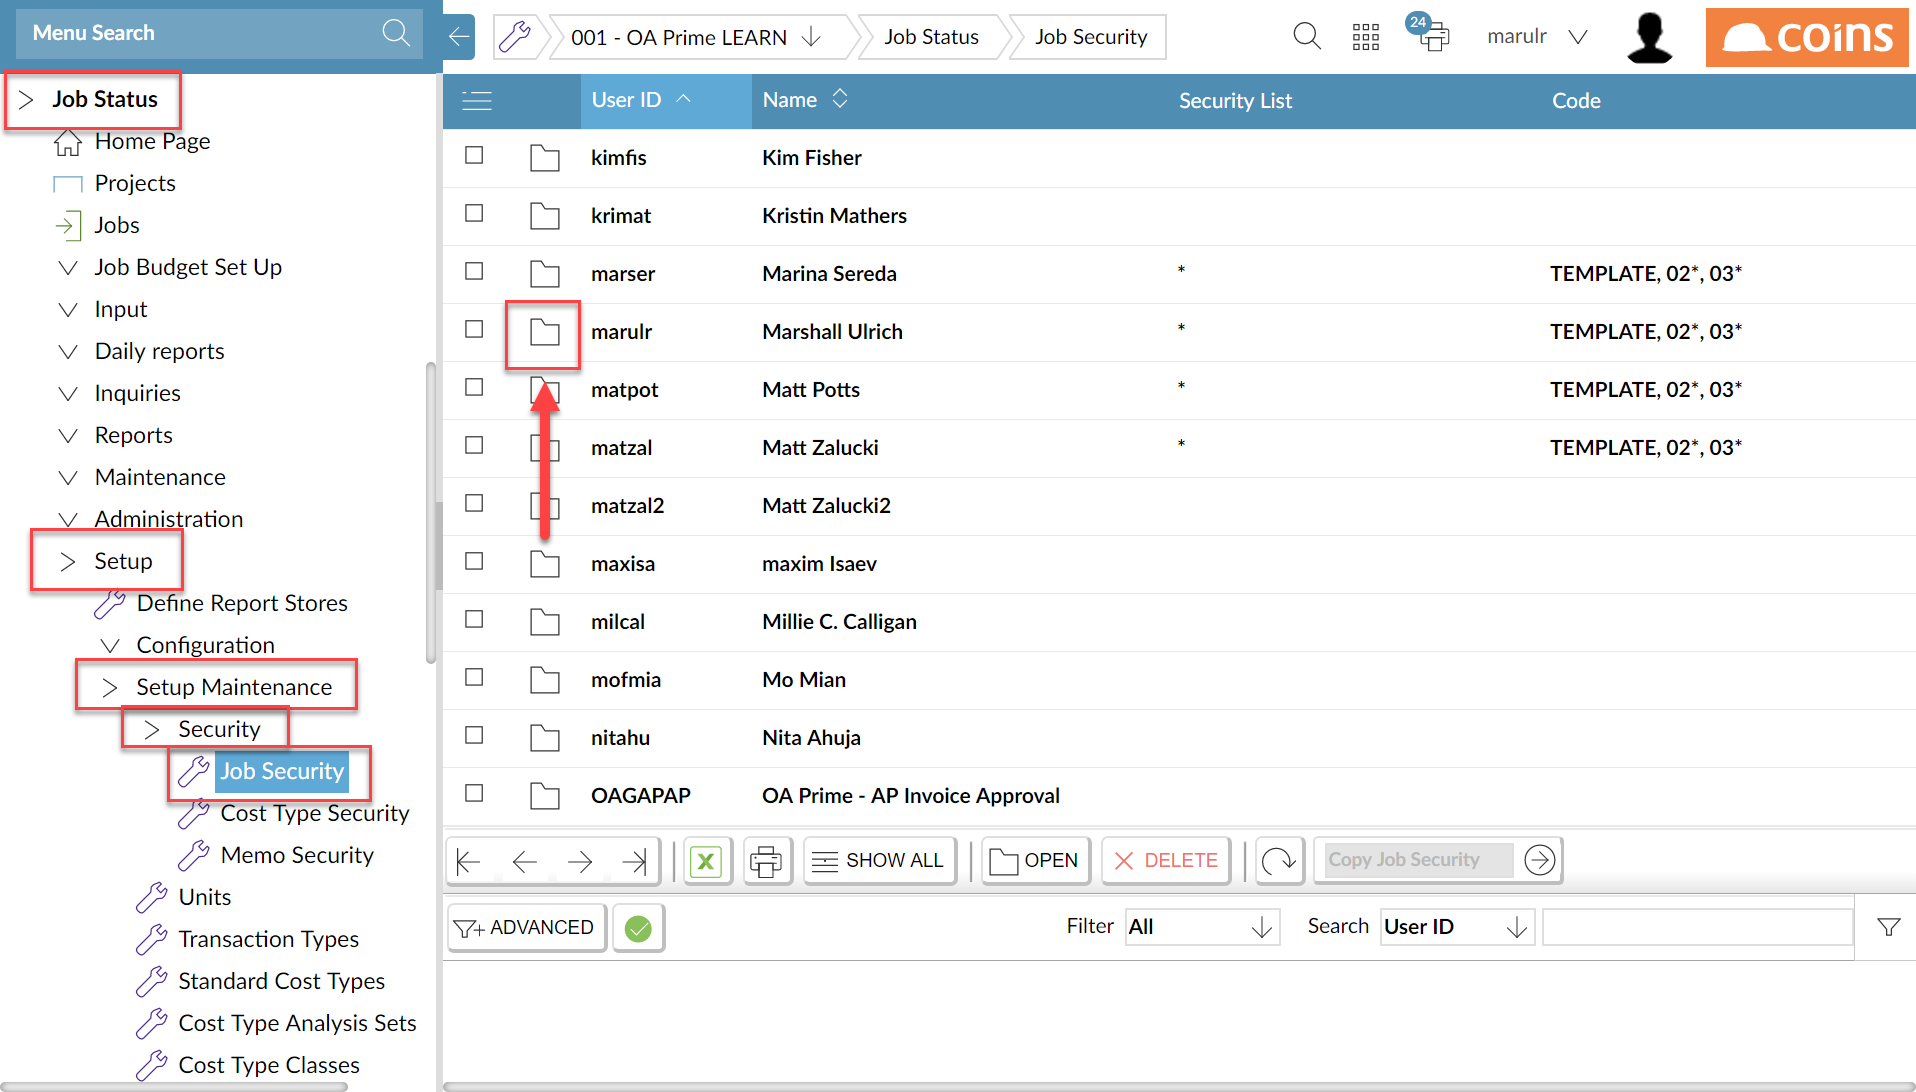 Menu Search
001 - OA Prime LEARN
Job Status
Job Security
24
marulr
coins
Job Status
Home Page
Projects
Jobs
Job Budget Set Up
Input
Daily reports
Inquiries
Reports
Maintenance
Administration
Setup
Define Report Stores
Configuration
Setup Maintenance
Security
Job Security
Cost Type Security
Memo Security
Units
Transaction Types
Standard Cost Types
Cost Type Analysis Sets
Cost Type Classes
User ID Name Security List Code
kimfis Kim Fisher
krimat Kristin Mathers
marser Marina Sereda * TEMPLATE, 02*, 03*
marulr Marshall Ulrich * TEMPLATE, 02*, 03*
matpot Matt Potts * TEMPLATE, 02*, 03*
matzal Matt Zalucki * TEMPLATE, 02*, 03*
matzal2 Matt Zalucki2
maxisa maxim Isaev
milcal Millie C. Calligan
mofmia Mo Mian
nitahu Nita Ahuja
OAGAPAP OA Prime - AP Invoice Approval
SHOW ALL OPEN DELETE Copy Job Security
ADVANCED Filter All Search User ID